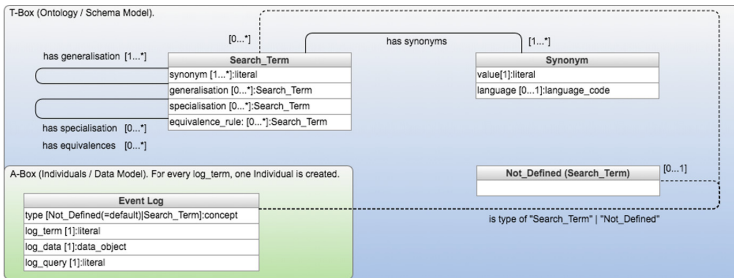 T-Box (Ontology / Schema Model).
[0...*]
has synonyms
[1...*]
has generalisation [1...*]
Search_Term
synonym [1...*]:literal
generalisation [0...*]:Search_Term
specialisation [0...*]:Search_Term
equivalence_rule: [0...*]:Search_Term
Synonym
value[1]:literal
language [0...1]:language_code
has specialisation [0...*]
has equivalences [0...*]
A-Box (Individuals / Data Model). For every log_term, one Individual is created.
Not_Defined (Search_Term)
[0...1]
Event Log
type [Not_Defined(=default)|Search_Term]:concept
log_term [1]:literal
log_data [1]:data_object
log_query [1]:literal
is type of "Search_Term" | "Not_Defined"